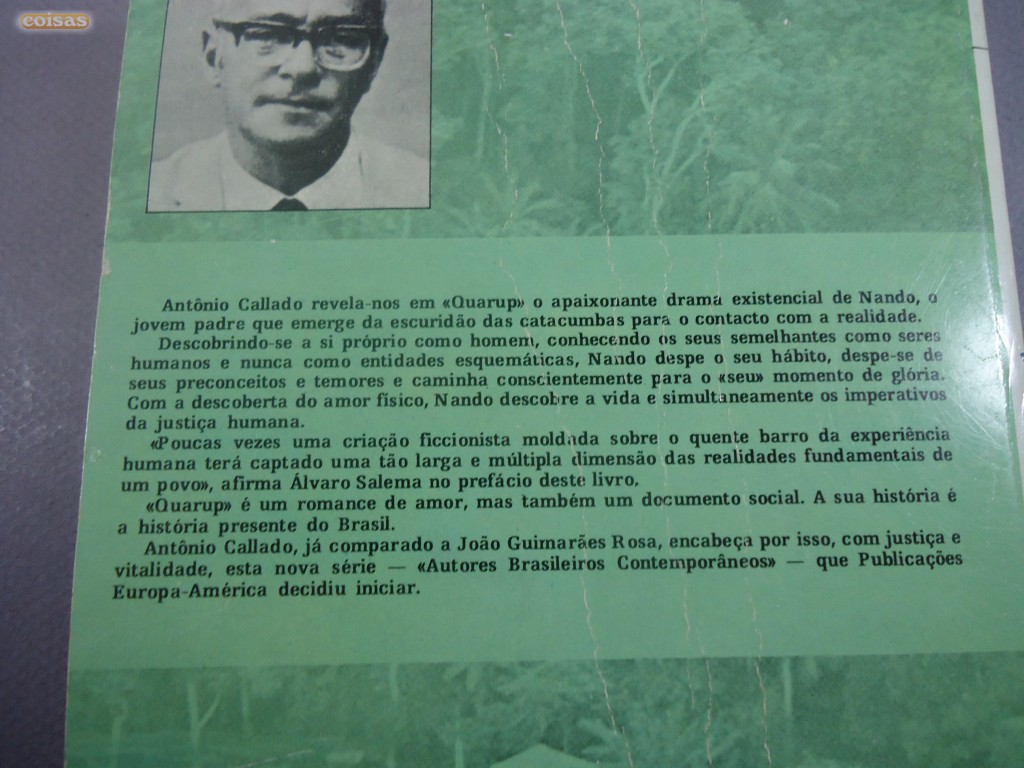 coisas
Antônio Callado revela-nos em «Quarup» o apaixonante drama existencial de Nando, o
jovem padre que emerge da escuridão das catacumbas para o contacto com a realidade.
Descobrindo-se a si próprio como homem, conhecendo os seus semelhantes como seres
humanos e nunca como entidades esquemáticas, Nando despe o seu hábito, despe-se de
seus preconceitos e temores e caminha conscientemente para o «seu» momento de glória.
Com a descoberta do amor físico, Nando descobre a vida e simultaneamente os imperativos
da justiça humana.
«Poucas vezes uma criação ficcionista moldada sobre o quente barro da experiência
humana terá captado uma tão larga e múltipla dimensão das realidades fundamentais de
um povo», afirma Álvaro Salema no prefácio deste livro.
«Quarup» é um romance de amor, mas também um documento social. A sua história é
a história presente do Brasil.
Antônio Callado, já comparado a João Guimarães Rosa, encabeça por isso, com justiça e
vitalidade, esta nova série — «Autores Brasileiros Contemporâneos» — que Publicações
Europa-América decidiu iniciar.